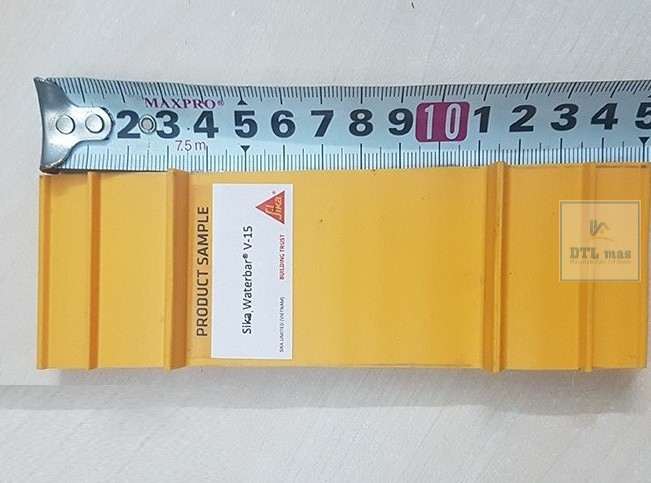 MAXPRO®
2 3 4 5 6 7 8 9 10 1 2 3 4 5
7.5 m
PRODUCT SAMPLE
Sika Waterbar® V-15
SIKA LIMITED (VIETNAM)
BUILDING TRUST
Sika®
DTL mas